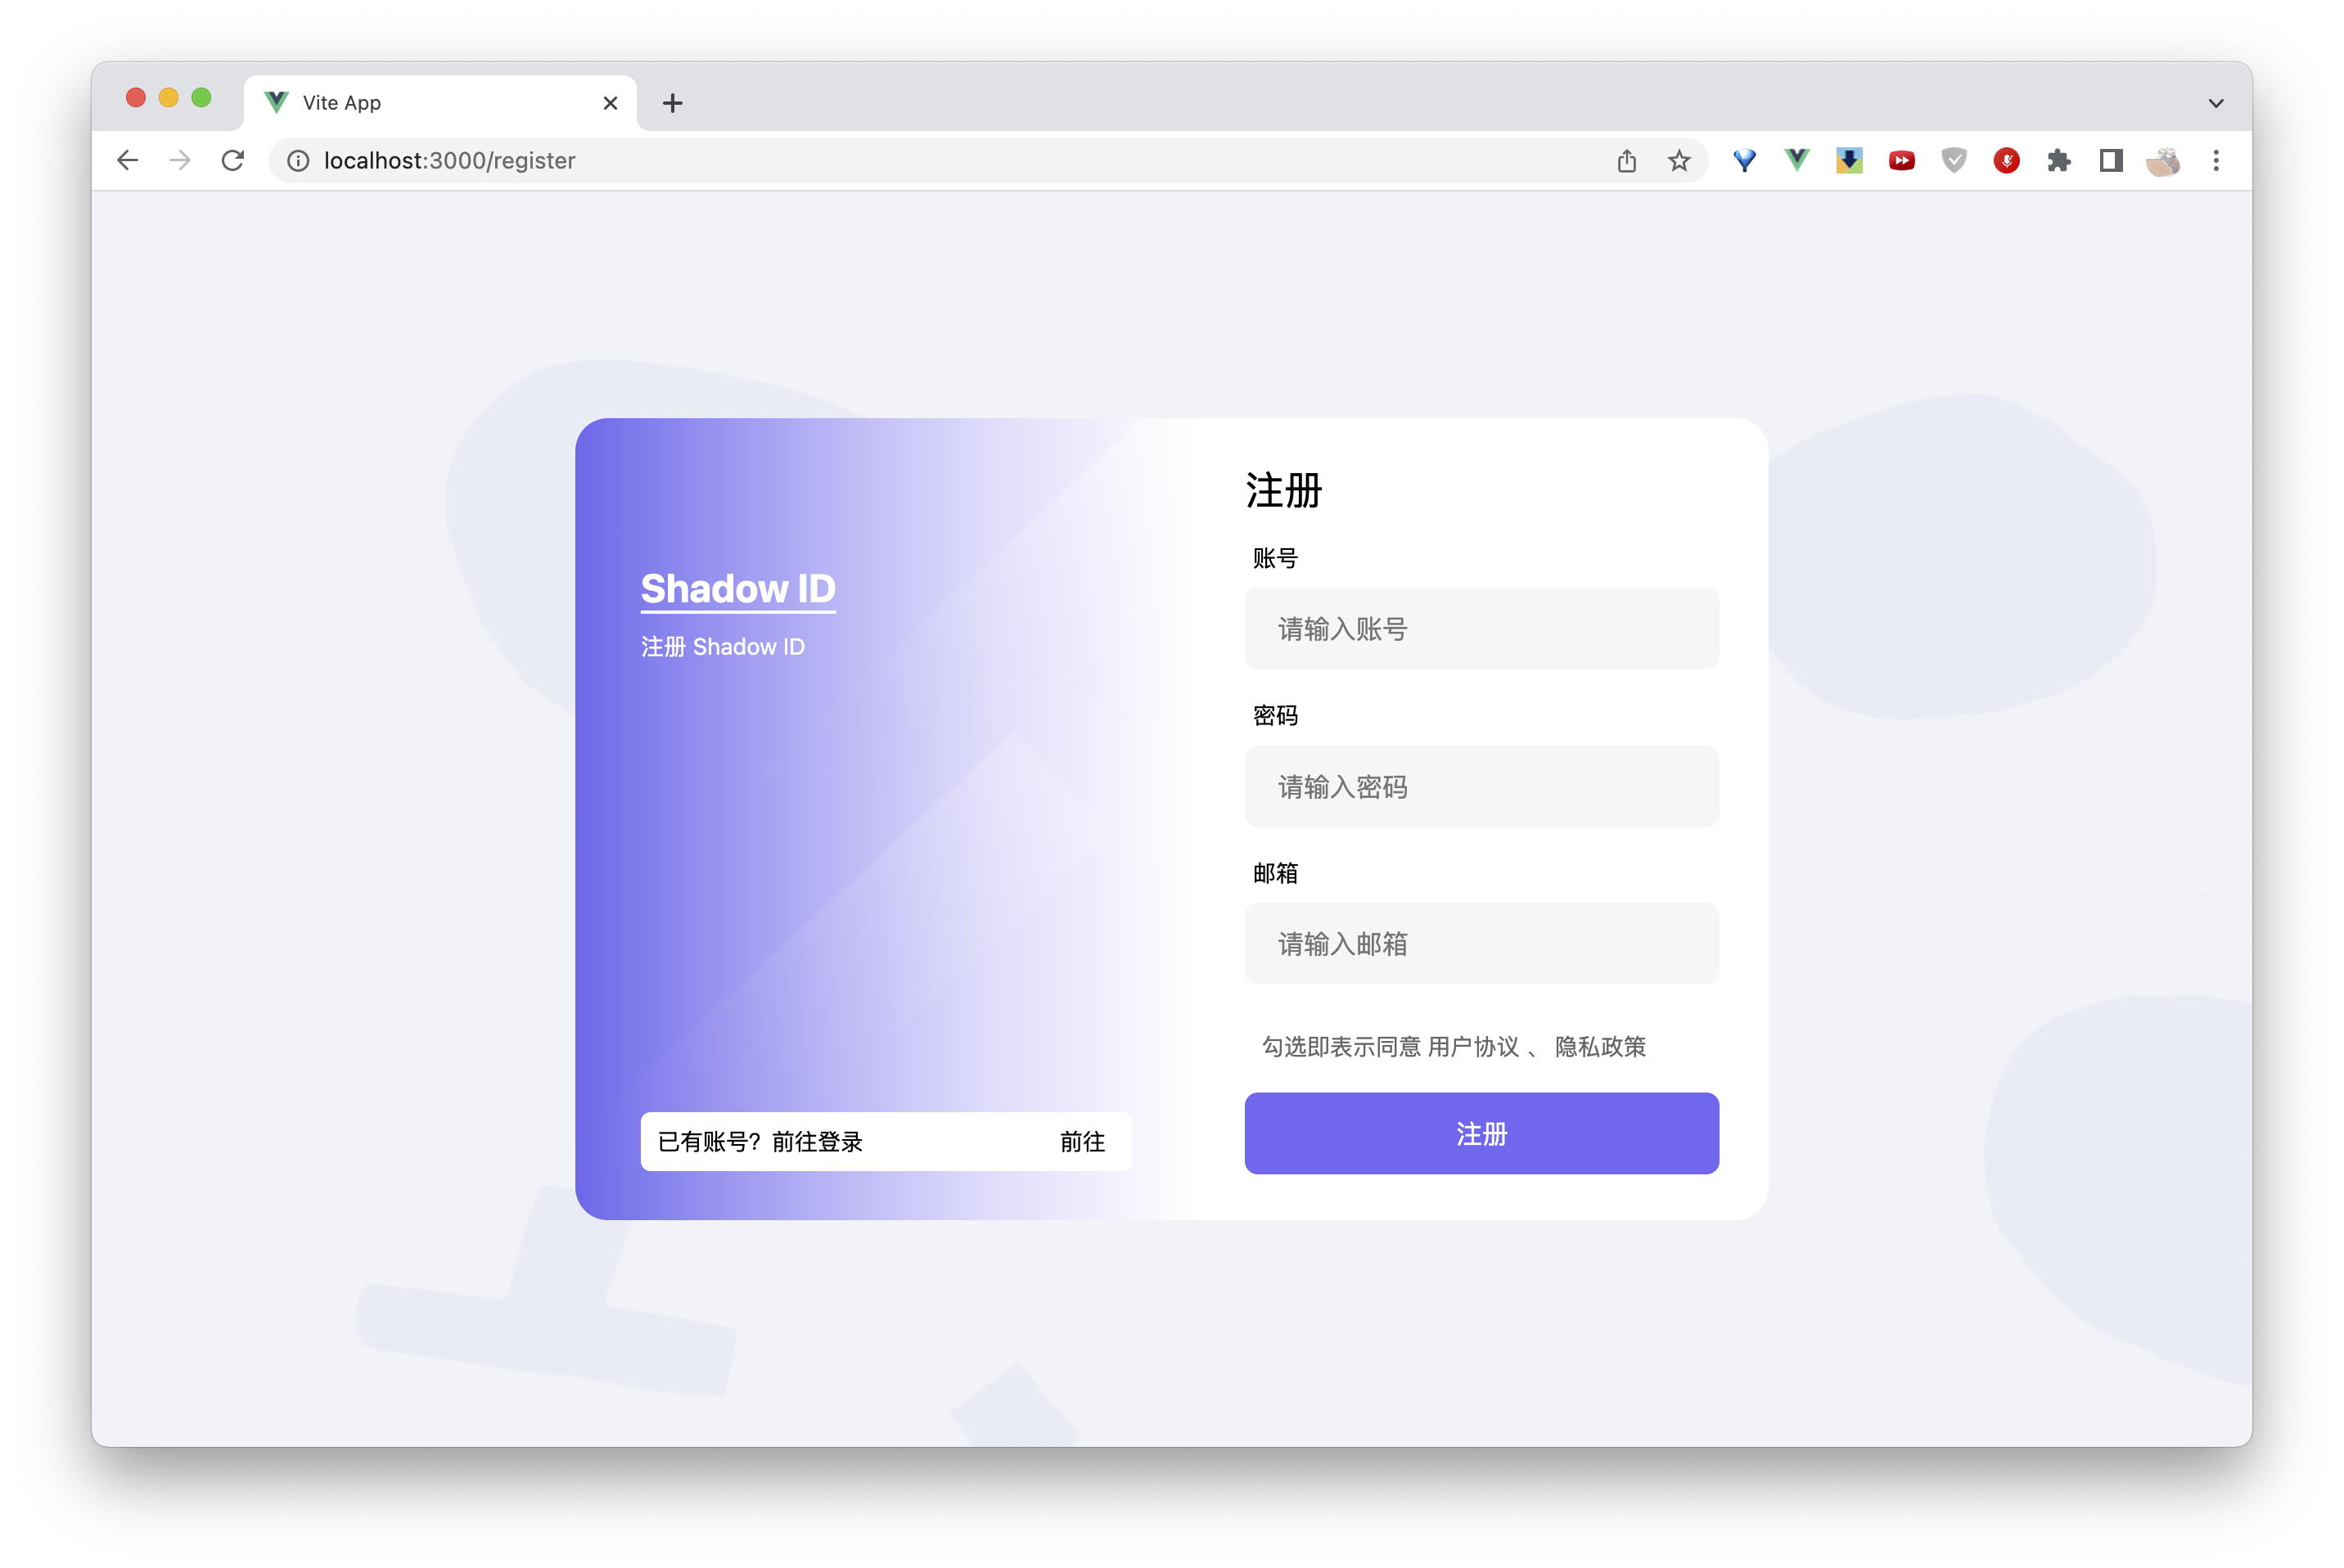 Vite App
localhost:3000/register
Shadow ID
注册 Shadow ID
已有账号？前往登录
前往
注册
账号
请输入账号
密码
请输入密码
邮箱
请输入邮箱
勾选即表示同意 用户协议 、 隐私政策
注册